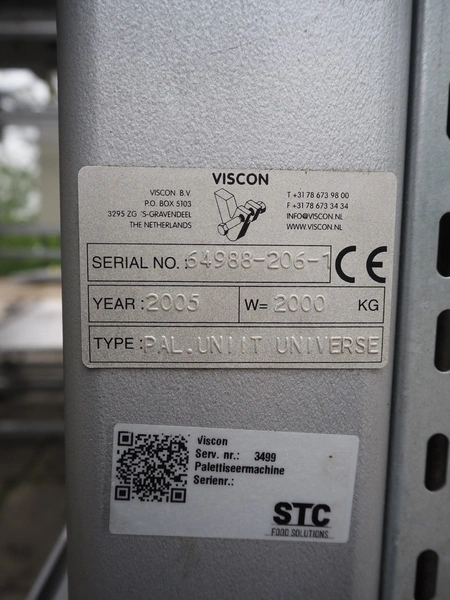 VISCON
VISCON B.V.
P.O. BOX 5103
3295 ZG 'S-GRAVENDEEL
THE NETHERLANDS
T +31 78 673 98 00
F +31 78 673 34 34
INFO@VISCON.NL
WWW.VISCON.NL
SERIAL NO.: 64988-206-1
CE
YEAR : 2005 W= 2000 KG
TYPE : PAL.UNIIT UNIVERSE
Viscon
Serv. nr.: 3499
Palettiseermachine
Serienr.:
STC
FOOD SOLUTIONS